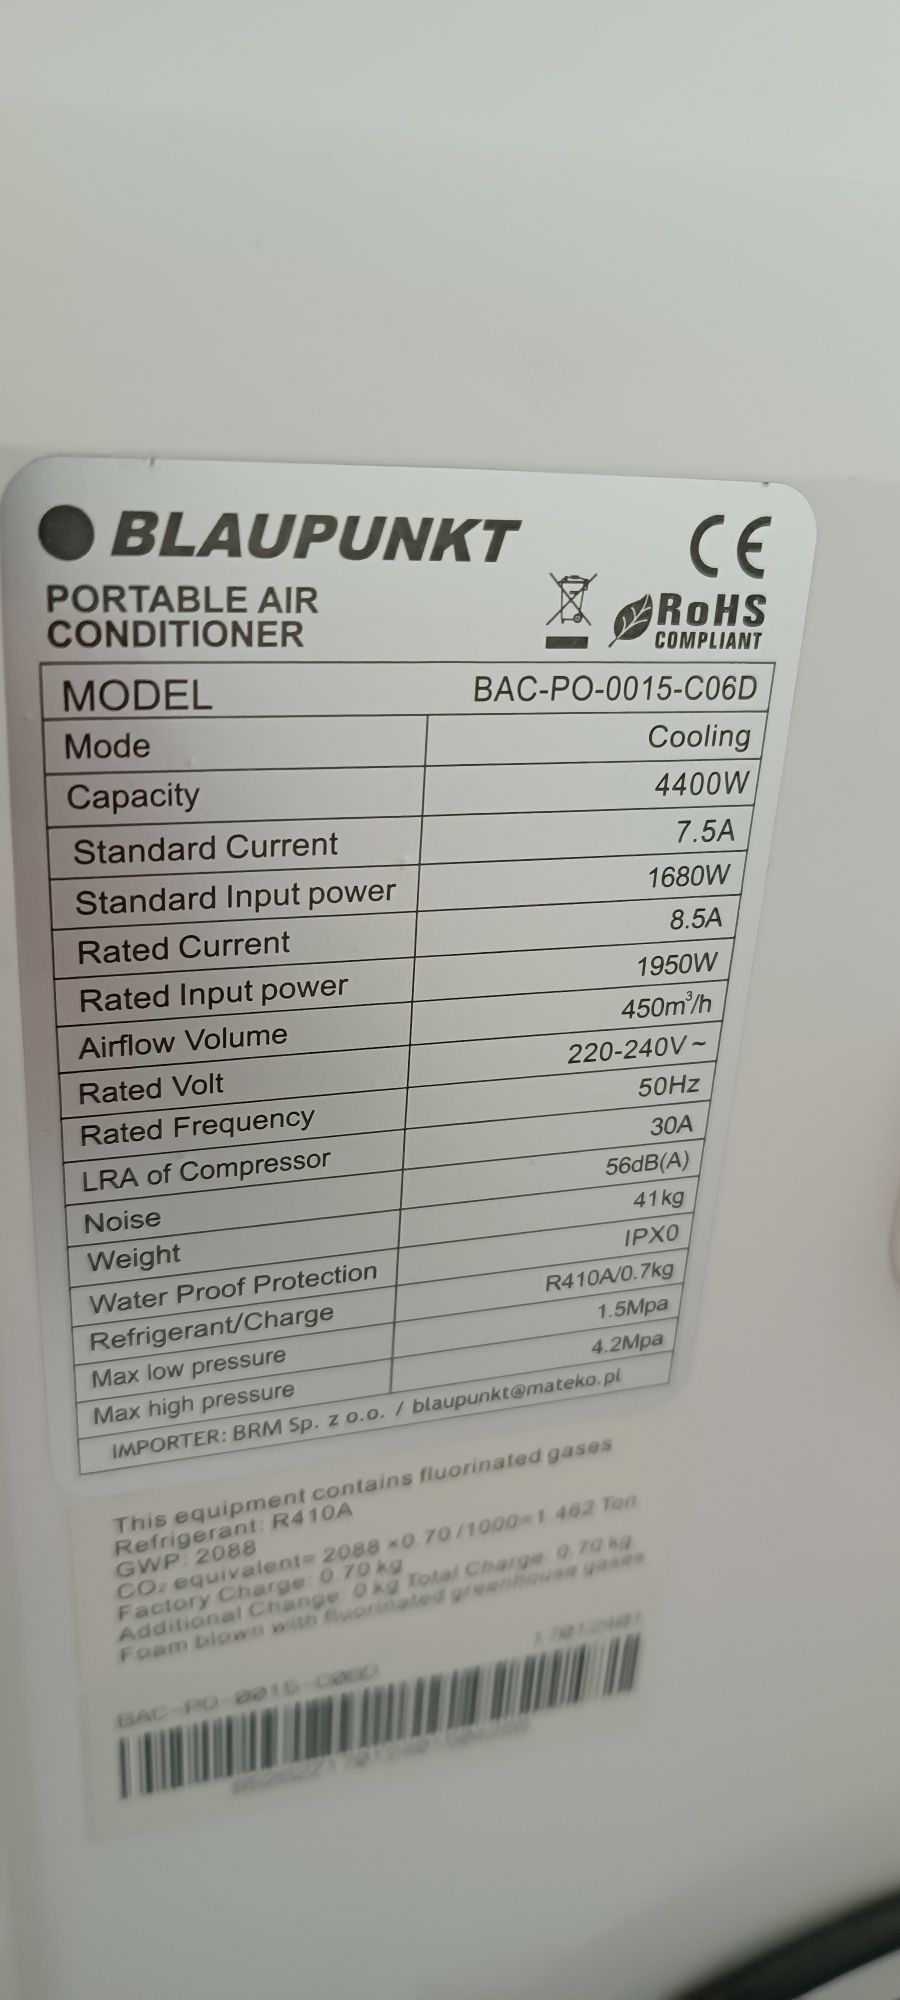 BLAUPUNKT
CE
PORTABLE AIR
CONDITIONER
RoHS
COMPLIANT
MODEL BAC-PO-0015-C06D
Mode Cooling
Capacity 4400W
Standard Current 7.5A
Standard Input power 1680W
Rated Current 8.5A
Rated Input power 1950W
Airflow Volume 450m³/h
Rated Volt 220-240V~
Rated Frequency 50Hz
LRA of Compressor 30A
Noise 56dB(A)
Weight 41kg
Water Proof Protection IPX0
Refrigerant/Charge R410A/0.7kg
Max low pressure 1.5Mpa
Max high pressure 4.2Mpa
IMPORTER: BRM Sp. z o.o. / blaupunkt@mateko.pl
This equipment contains fluorinated gases
Refrigerant: R410A
GWP: 2088
CO₂ equivalent= 2088 ×0.70/1000=1.462 Ton
Factory Charge: 0.70 kg
Additional Change: 0 kg Total Charge: 0.70 kg
Foam blown with fluorinated greenhouse gases
BAC-PO-0015-C06D